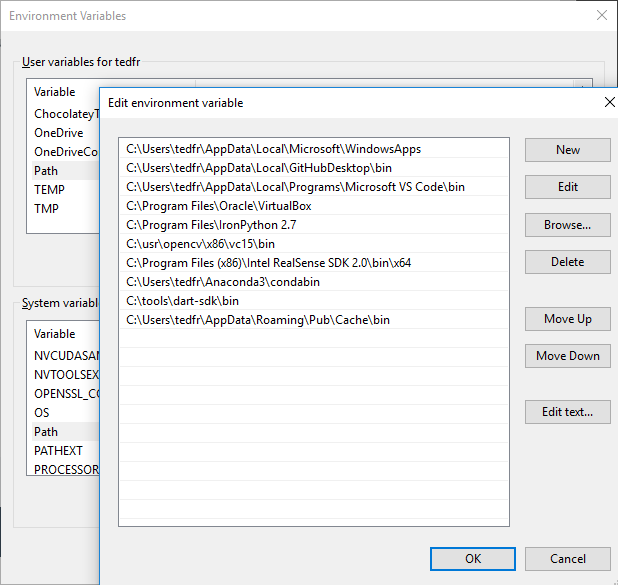 Environment Variables
User variables for tedfr
Variable
ChocolateyT
OneDrive
OneDriveCo
Path
TEMP
TMP
Edit environment variable
C:\Users\tedfr\AppData\Local\Microsoft\WindowsApps
C:\Users\tedfr\AppData\Local\GitHubDesktop\bin
C:\Users\tedfr\AppData\Local\Programs\Microsoft VS Code\bin
C:\Program Files\Oracle\VirtualBox
C:\Program Files\IronPython 2.7
C:\usr\opencv\x86\vc15\bin
C:\Program Files (x86)\Intel RealSense SDK 2.0\bin\x64
C:\Users\tedfr\Anaconda3\condabin
C:\tools\dart-sdk\bin
C:\Users\tedfr\AppData\Roaming\Pub\Cache\bin
New
Edit
Browse...
Delete
Move Up
Move Down
Edit text...
OK
Cancel
System variabl
Variable
NVCUDASAM
NVTOOLSEX
OPENSSL_CO
OS
Path
PATHEXT
PROCESSOR